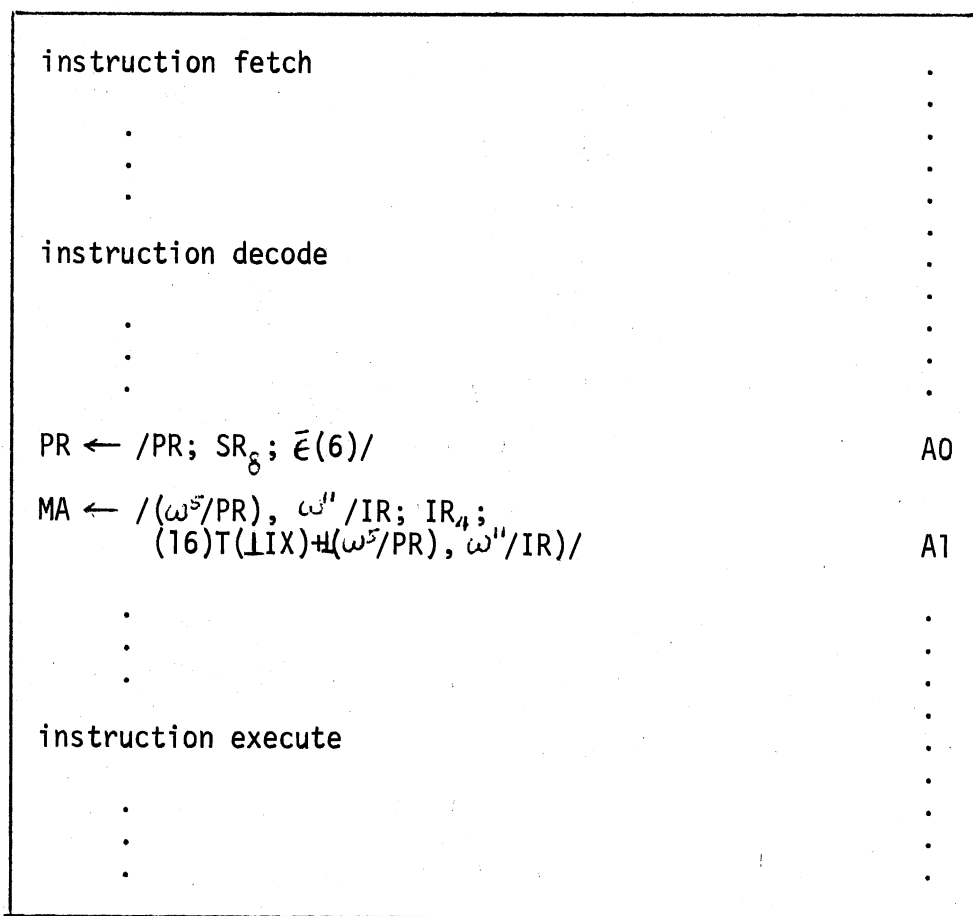 instruction fetch
.
.
.
instruction decode
.
.
.
PR ← /PR; SR₈; ε̄(6)/ A0
MA ← /(ω⁵/PR), ω¹¹/IR; IR₄;
(16)T(⊥IX)+⊥(ω⁵/PR), ω¹¹/IR)/ A1
.
.
.
instruction execute
.
.
.